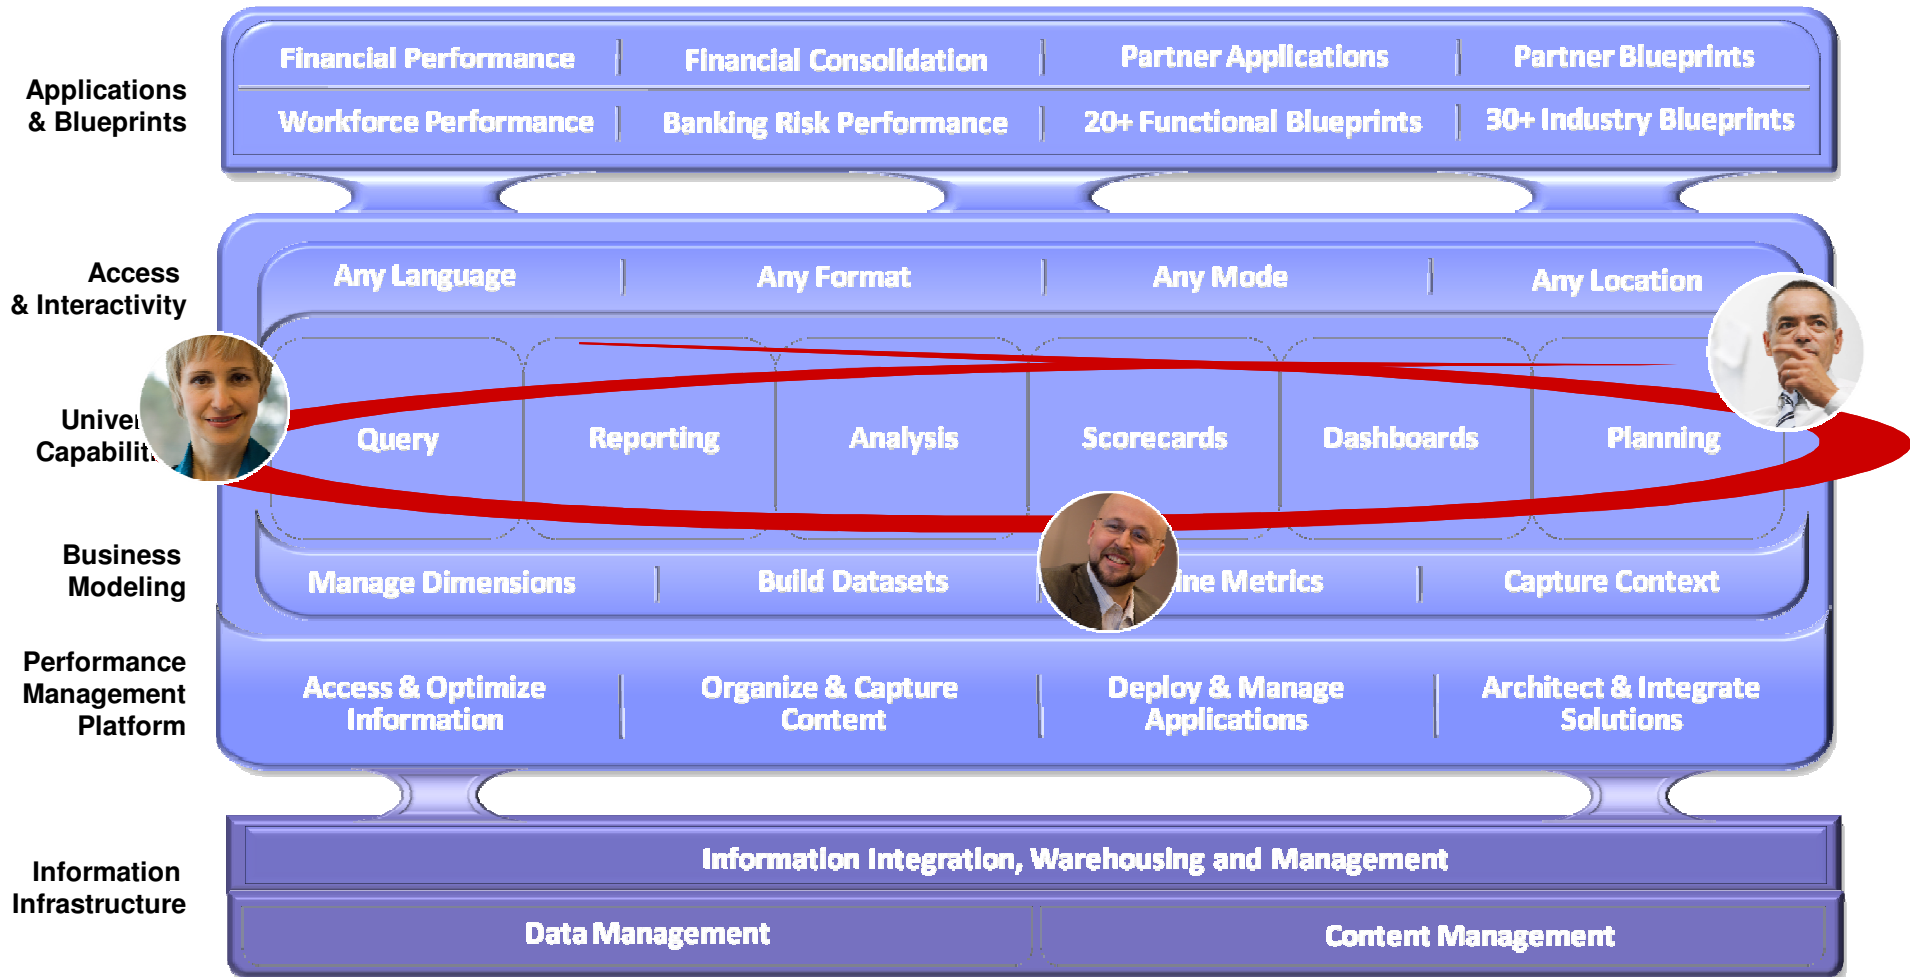 Applications
& Blueprints
Financial Performance
Financial Consolidation
Partner Applications
Partner Blueprints
Workforce Performance
Banking Risk Performance
20+ Functional Blueprints
30+ Industry Blueprints
Access
& Interactivity
Any Language
Any Format
Any Mode
Any Location
Query
Reporting
Analysis
Scorecards
Dashboards
Planning
Business
Modeling
Manage Dimensions
Build Datasets
Metrics
Capture Context
Performance
Management
Platform
Access & Optimize
Information
Organize & Capture
Content
Deploy & Manage
Applications
Architect & Integrate
Solutions
Information
Infrastructure
Information Integration, Warehousing and Management
Data Management
Content Management